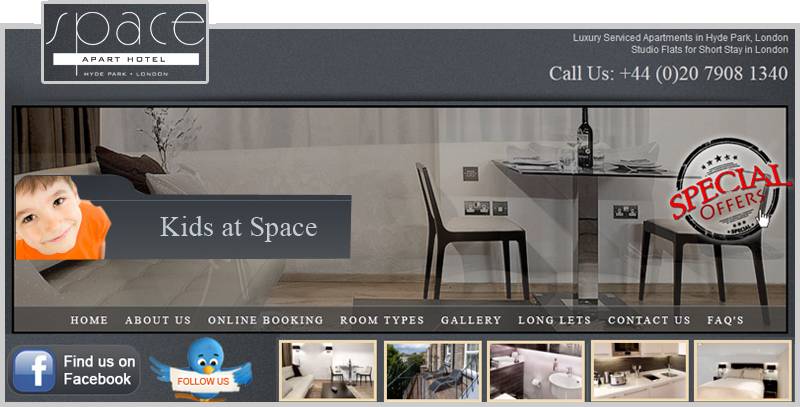 space
APART HOTEL
HYDE PARK • LONDON
Luxury Serviced Apartments in Hyde Park, London
Studio Flats for Short Stay in London
Call Us: +44 (0)20 7908 1340
SPECIAL
OFFERS
SPECIAL
Kids at Space
HOME ABOUT US ONLINE BOOKING ROOM TYPES GALLERY LONG LETS CONTACT US FAQ'S
f
Find us on
Facebook
FOLLOW US